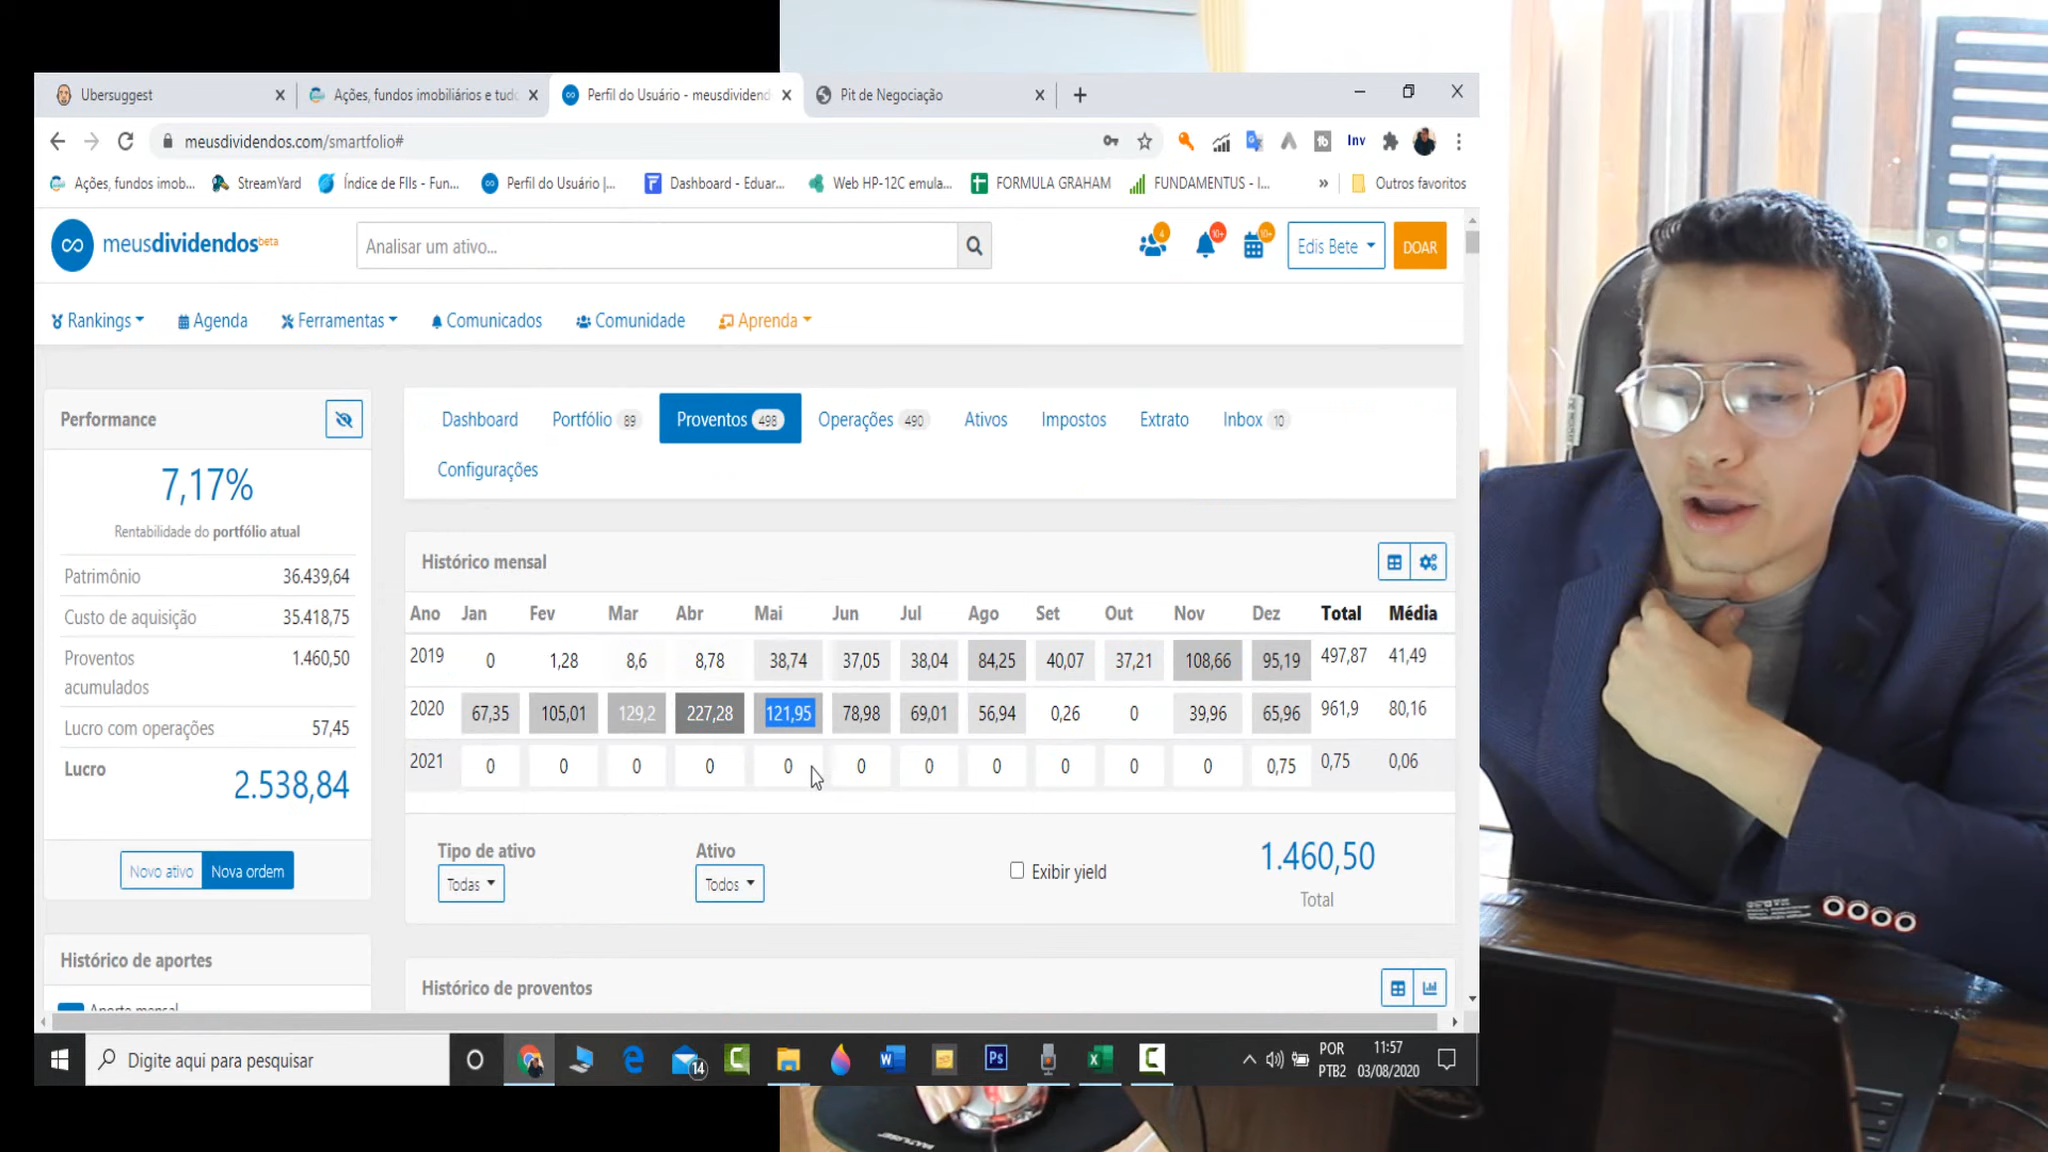 Ubersuggest
Ações, fundos imobiliários e tudo
Perfil do Usuário - meusdividend
Pit de Negociação
meusdividendos.com/smartfolio#
Inv
Ações, fundos imob...
StreamYard
Índice de FIIs - Fun...
Perfil do Usuário |...
Dashboard - Eduar...
Web HP-12C emula...
FORMULA GRAHAM
FUNDAMENTUS - I...
»
Outros favoritos
meusdividendos beta
Analisar um ativo...
4
10+
10+
Edis Bete
DOAR
Rankings
Agenda
Ferramentas
Comunicados
Comunidade
Aprenda
Performance
7,17%
Rentabilidade do portfólio atual
Patrimônio 36.439,64
Custo de aquisição 35.418,75
Proventos acumulados 1.460,50
Lucro com operações 57,45
Lucro 2.538,84
Novo ativo Nova ordem
Histórico de aportes
Aporte mensal
Dashboard Portfólio 89 Proventos 498 Operações 490 Ativos Impostos Extrato Inbox 10
Configurações
Histórico mensal
Ano Jan Fev Mar Abr Mai Jun Jul Ago Set Out Nov Dez Total Média
2019 0 1,28 8,6 8,78 38,74 37,05 38,04 84,25 40,07 37,21 108,66 95,19 497,87 41,49
2020 67,35 105,01 129,2 227,28 121,95 78,98 69,01 56,94 0,26 0 39,96 65,96 961,9 80,16
2021 0 0 0 0 0 0 0 0 0 0 0 0,75 0,75 0,06
Tipo de ativo
Todas
Ativo
Todos
Exibir yield
1.460,50
Total
Histórico de proventos
Digite aqui para pesquisar
14
Ps
POR
PTB2
11:57
03/08/2020